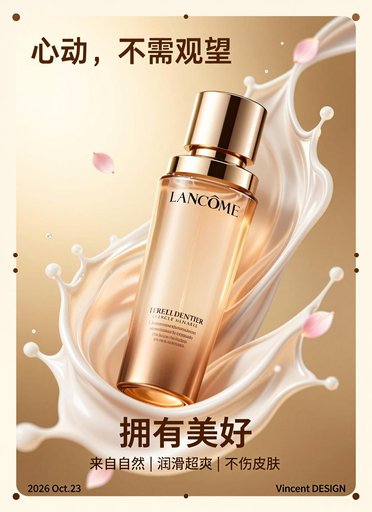 心动，不需观望
LANCÔME
拥有美好
来自自然 | 润滑超爽 | 不伤皮肤
2026 Oct.23
Vincent DESIGN